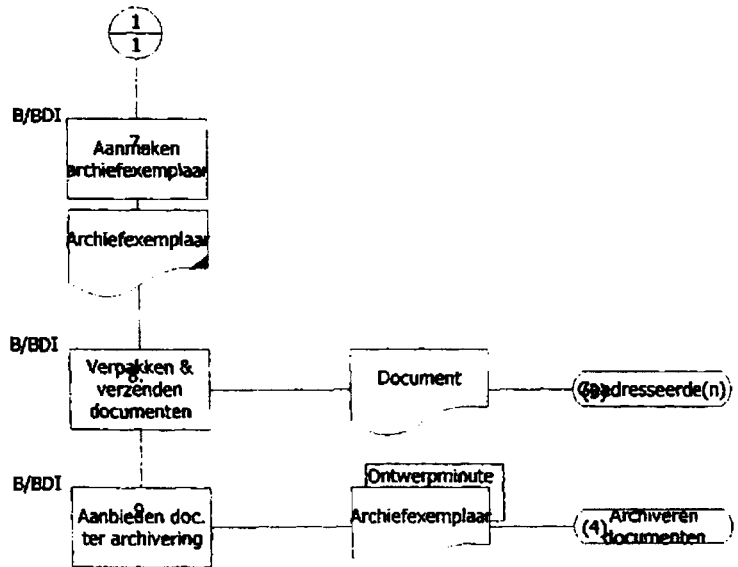 1
1
B/BDI
7.
Aanmaken
archiefexemplaar
Archiefexemplaar
B/BDI
8.
Verpakken &
verzenden
documenten
Document
(3)
Geadresseerde(n)
B/BDI
9.
Aanbieden doc.
ter archivering
Ontwerpminute
Archiefexemplaar
(4)
Archiveren
documenten